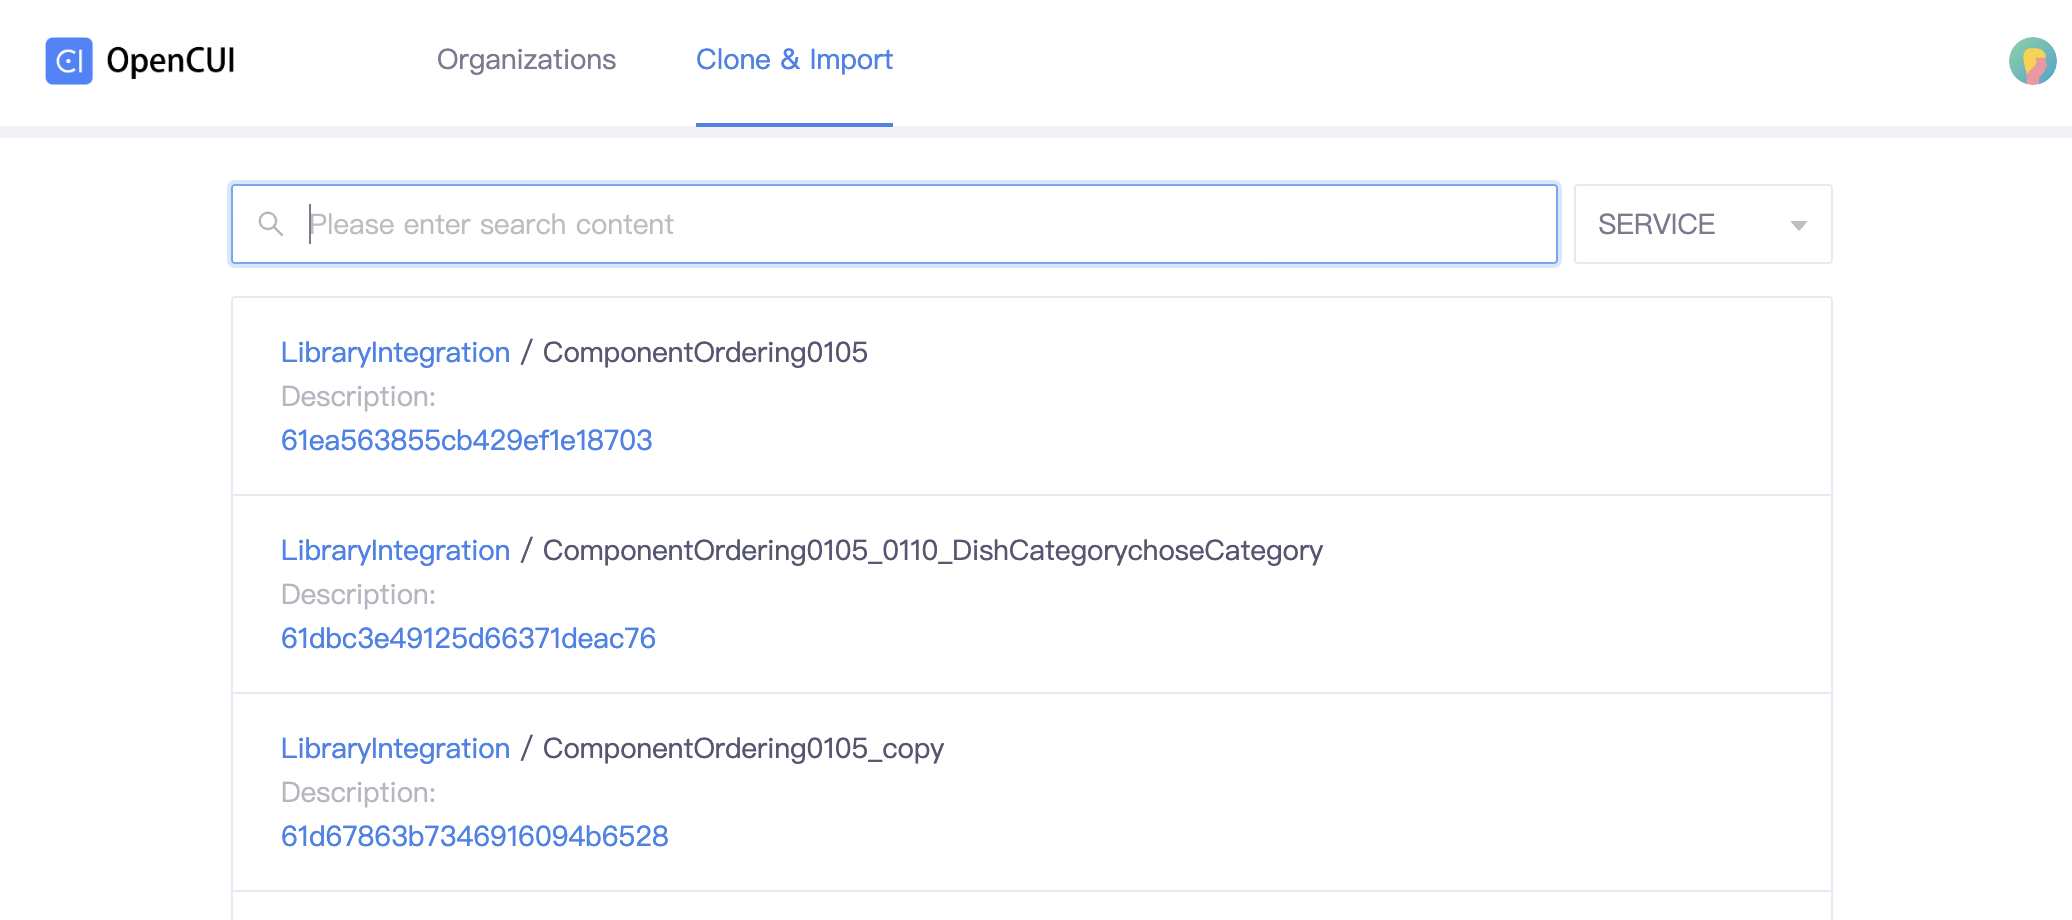 CI OpenCUI Organizations Clone & Import
Please enter search content SERVICE
LibraryIntegration / ComponentOrdering0105
Description:
61ea563855cb429ef1e18703
LibraryIntegration / ComponentOrdering0105_0110_DishCategorychoseCategory
Description:
61dbc3e49125d66371deac76
LibraryIntegration / ComponentOrdering0105_copy
Description:
61d67863b7346916094b6528